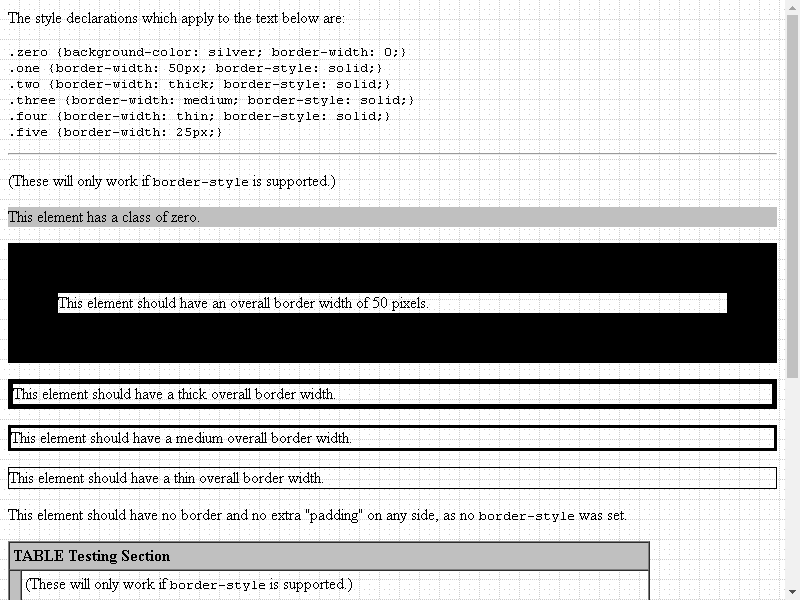 The style declarations which apply to the text below are:
.zero {background-color: silver; border-width: 0;}
.one {border-width: 50px; border-style: solid;}
.two {border-width: thick; border-style: solid;}
.three {border-width: medium; border-style: solid;}
.four {border-width: thin; border-style: solid;}
.five {border-width: 25px;}
(These will only work if border-style is supported.)
This element has a class of zero.
This element should have an overall border width of 50 pixels.
This element should have a thick overall border width.
This element should have a medium overall border width.
This element should have a thin overall border width.
This element should have no border and no extra "padding" on any side, as no border-style was set.
TABLE Testing Section
(These will only work if border-style is supported.)